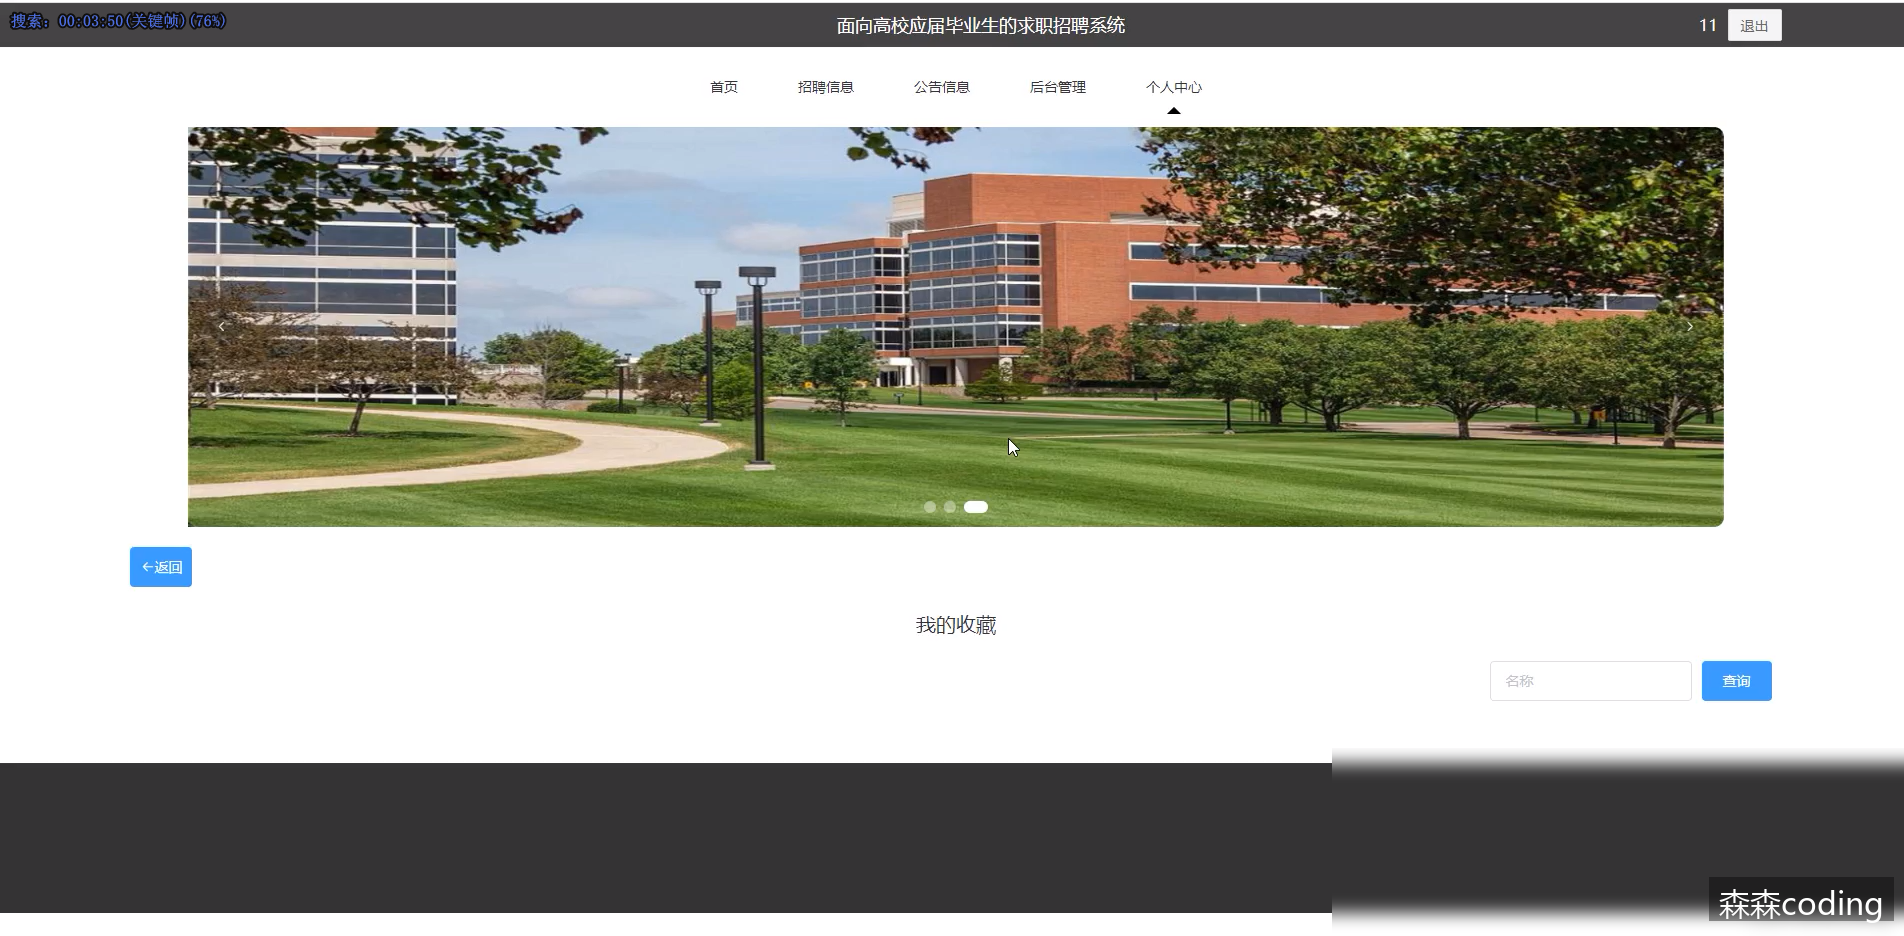 搜索: 00:03:50(关键帧)(76%)
面向高校应届毕业生的求职招聘系统
11 退出
首页 招聘信息 公告信息 后台管理 个人中心
←返回
我的收藏
名称 查询
森森coding